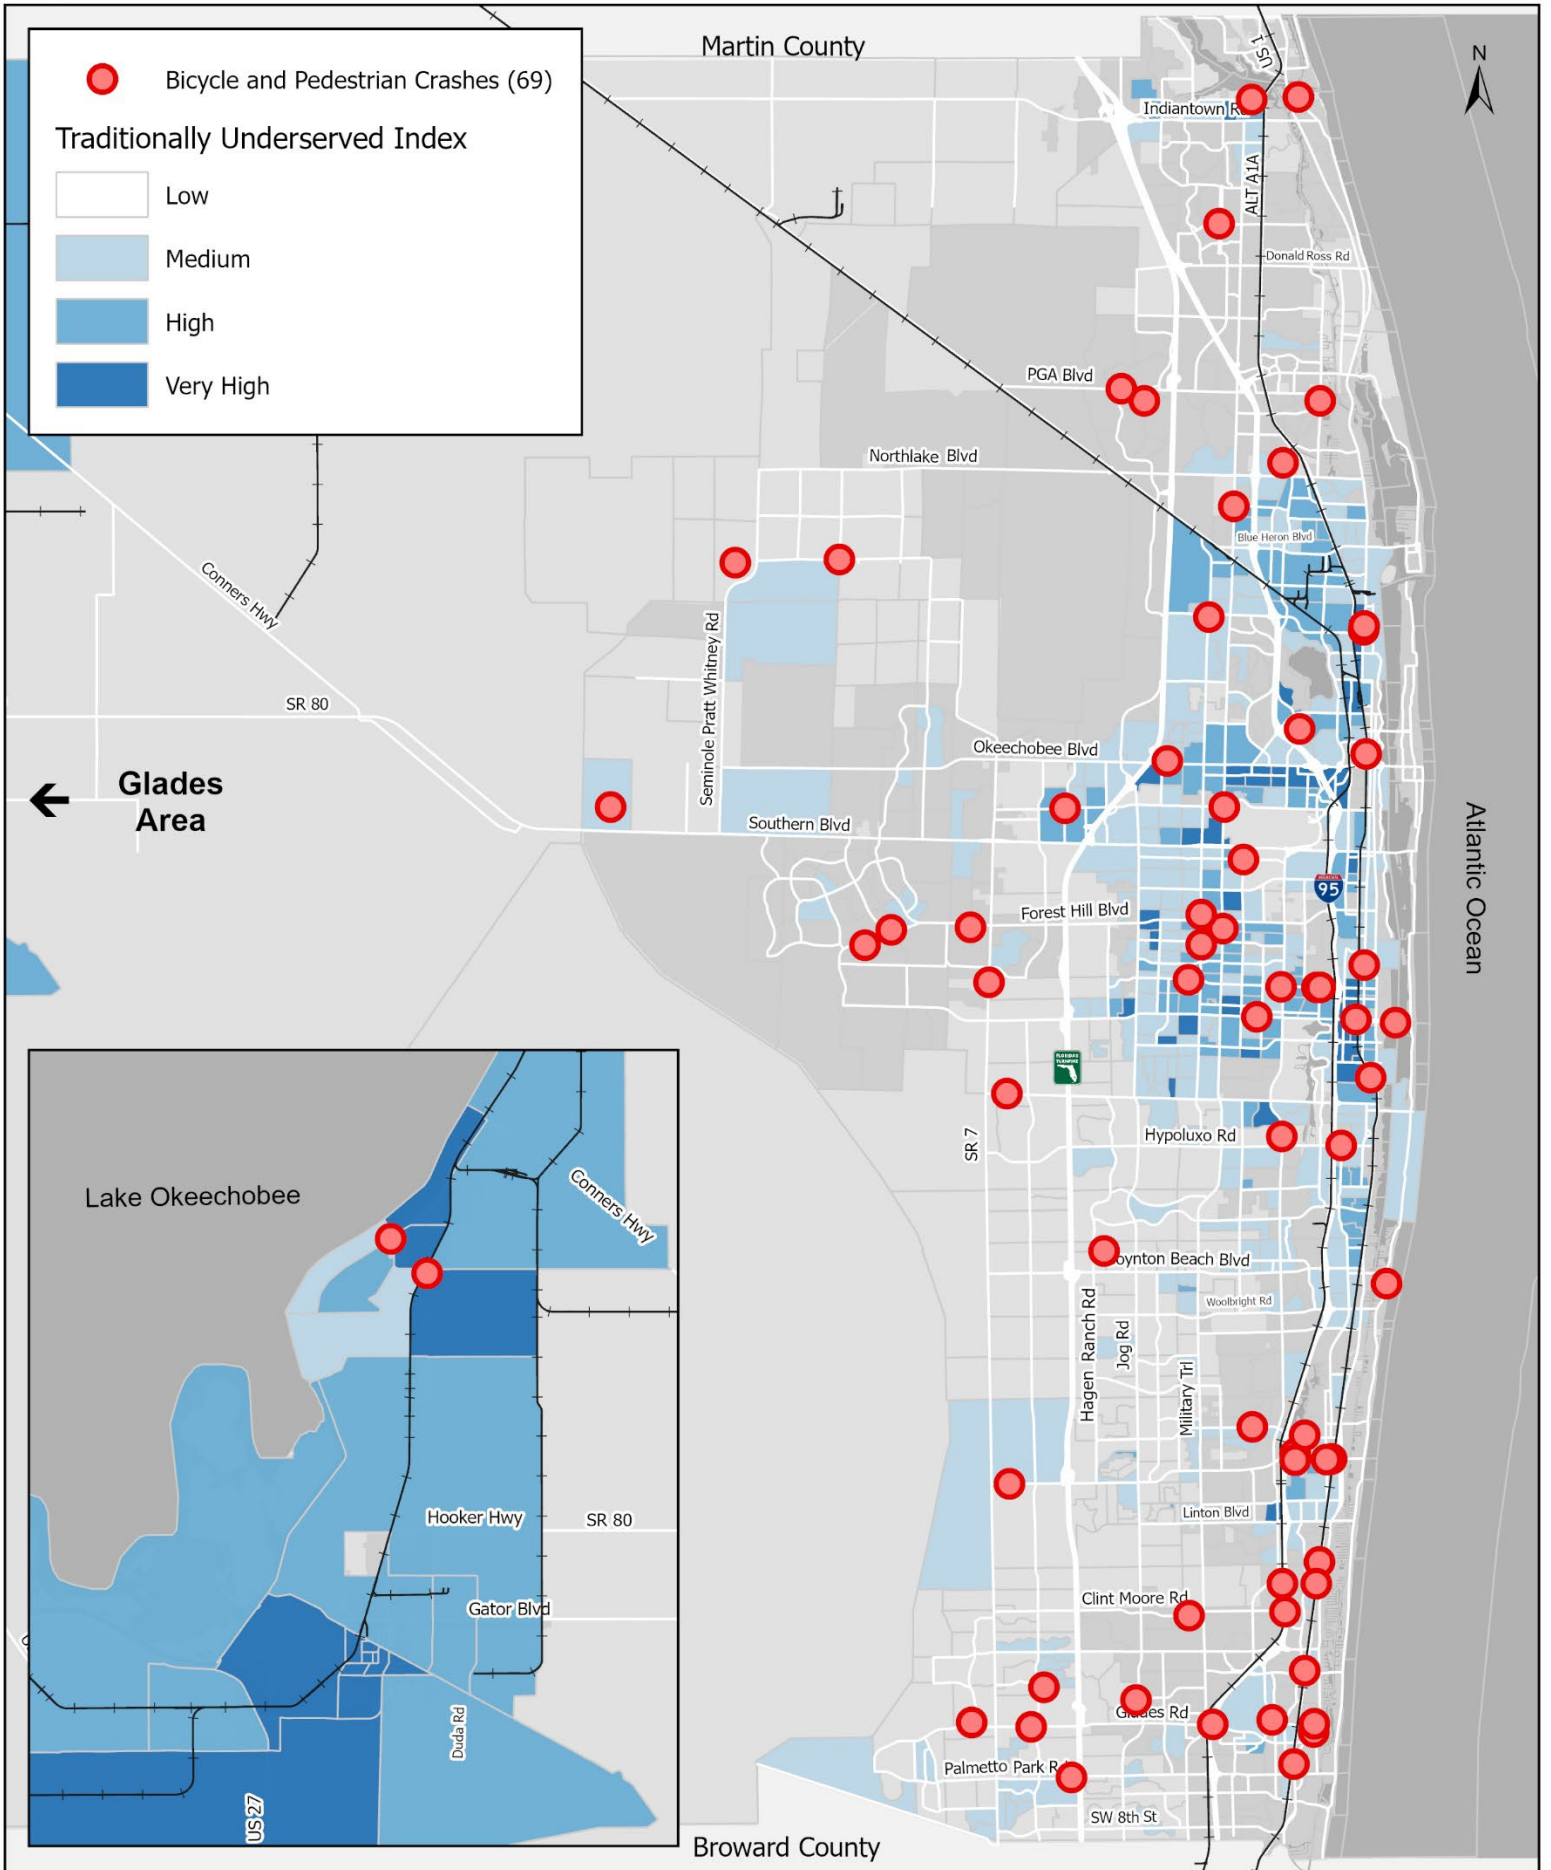 Martin County
US 1
N
Bicycle and Pedestrian Crashes (69)
Traditionally Underserved Index
Low
Medium
High
Very High
Indiantown
ALT A1A
Donald Ross Rd
PGA Blvd
Northlake Blvd
Blue Heron Blvd
Conners Hwy
Seminole Pratt Whitney Rd
SR 80
Okeechobee Blvd
Glades
Area
Southern Blvd
Atlantic Ocean
95
Forest Hill Blvd
FLORIDA'S
TURNPIKE
SR 7
Hypoluxo Rd
Lake Okeechobee
Conners Hwy
oynton Beach Blvd
Woolbright Rd
Hagen Ranch Rd
Jog Rd
Military Trl
Hooker Hwy
SR 80
Linton Blvd
Clint Moore Rd
Gator Blvd
Glades Rd
Duda Rd
Palmetto Park R
US 27
SW 8th St
Broward County